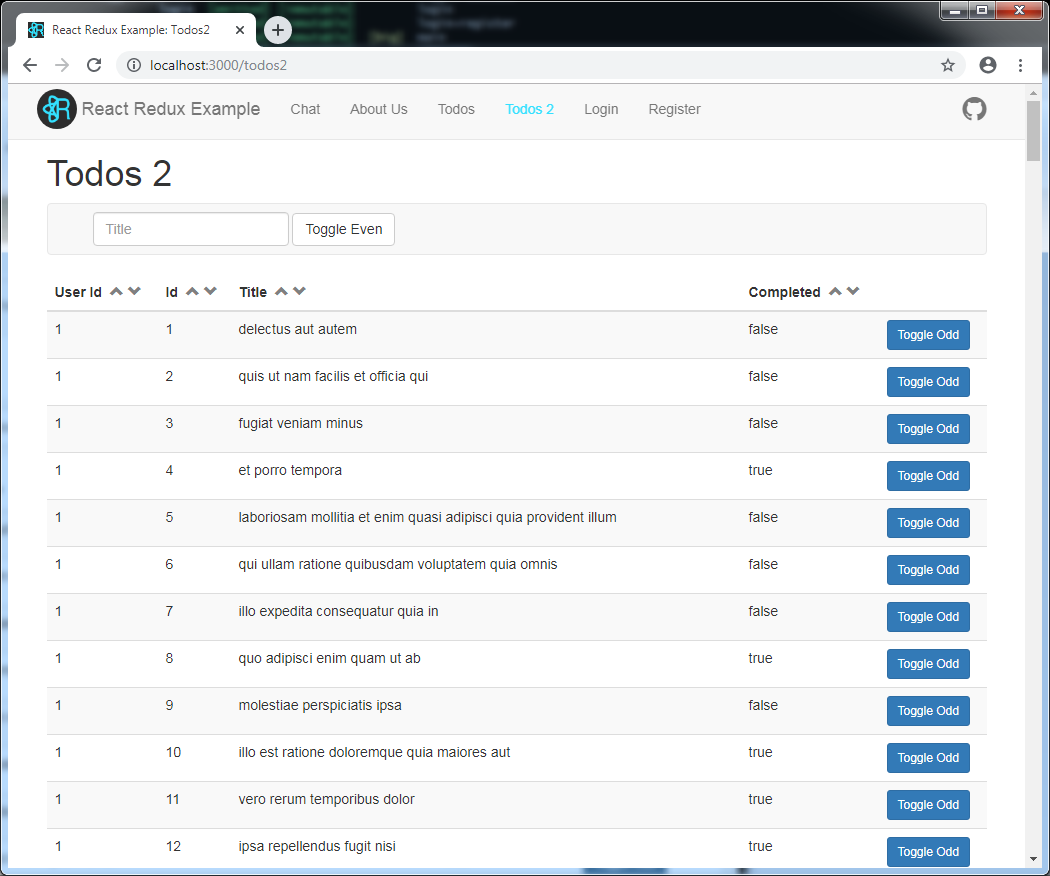 React Redux Example: Todos2
localhost:3000/todos2
React Redux Example Chat About Us Todos Todos 2 Login Register
Todos 2
Title Toggle Even
User Id Id Title Completed
1 1 delectus aut autem false Toggle Odd
1 2 quis ut nam facilis et officia qui false Toggle Odd
1 3 fugiat veniam minus false Toggle Odd
1 4 et porro tempora true Toggle Odd
1 5 laboriosam mollitia et enim quasi adipisci quia provident illum false Toggle Odd
1 6 qui ullam ratione quibusdam voluptatem quia omnis false Toggle Odd
1 7 illo expedita consequatur quia in false Toggle Odd
1 8 quo adipisci enim quam ut ab true Toggle Odd
1 9 molestiae perspiciatis ipsa false Toggle Odd
1 10 illo est ratione doloremque quia maiores aut true Toggle Odd
1 11 vero rerum temporibus dolor true Toggle Odd
1 12 ipsa repellendus fugit nisi true Toggle Odd